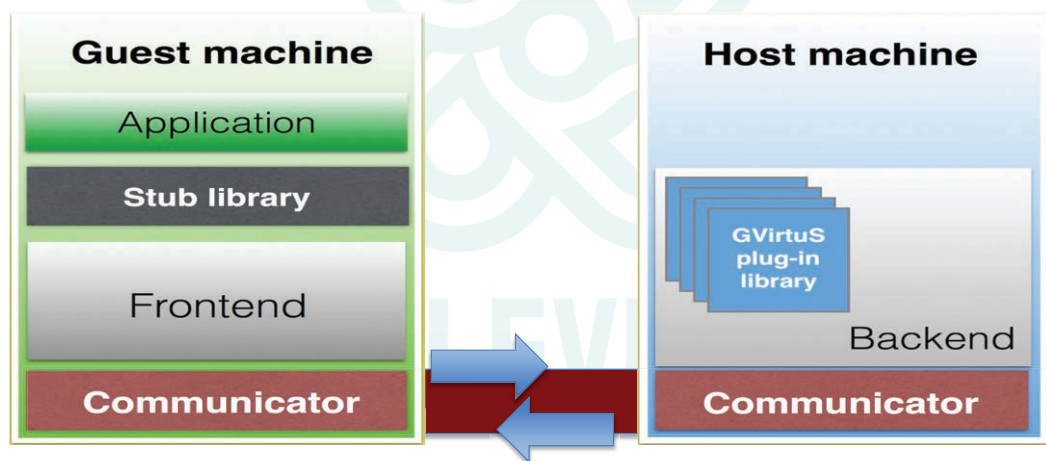 Guest machine
Application
Stub library
Frontend
Communicator
Host machine
GVirtuS
plug-in
library
Backend
Communicator